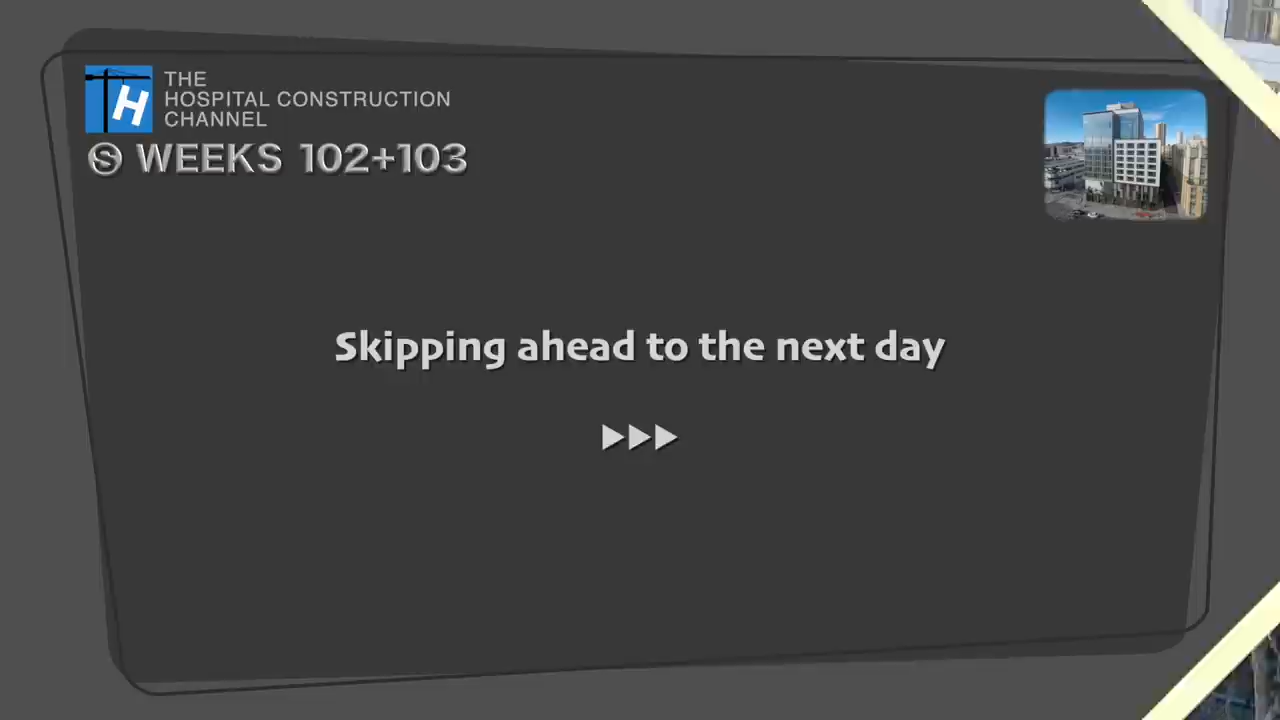 THE
HOSPITAL CONSTRUCTION
CHANNEL
S WEEKS 102+103
Skipping ahead to the next day